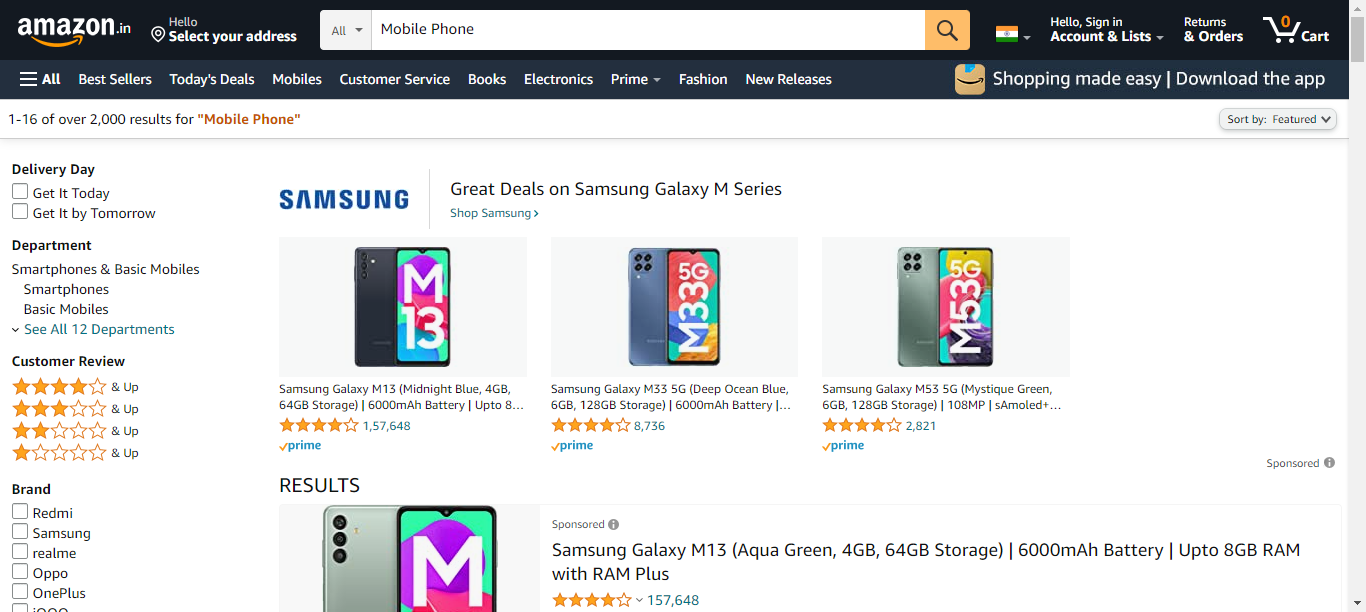 amazon.in
Hello
Select your address
All
Mobile Phone
Hello, Sign in
Account & Lists
Returns
& Orders
0
Cart
All
Best Sellers
Today's Deals
Mobiles
Customer Service
Books
Electronics
Prime
Fashion
New Releases
Shopping made easy | Download the app
1-16 of over 2,000 results for "Mobile Phone"
Sort by: Featured
Delivery Day
Get It Today
Get It by Tomorrow
Department
Smartphones & Basic Mobiles
Smartphones
Basic Mobiles
See All 12 Departments
Customer Review
& Up
& Up
& Up
& Up
Brand
Redmi
Samsung
realme
Oppo
OnePlus
iQOO
SAMSUNG
Great Deals on Samsung Galaxy M Series
Shop Samsung
M
13
Samsung Galaxy M13 (Midnight Blue, 4GB,
64GB Storage) | 6000mAh Battery | Upto 8...
1,57,648
prime
5G
M33
Samsung Galaxy M33 5G (Deep Ocean Blue,
6GB, 128GB Storage) | 6000mAh Battery |...
8,736
prime
5G
M53
Samsung Galaxy M53 5G (Mystique Green,
6GB, 128GB Storage) | 108MP | sAmoled+...
2,821
prime
Sponsored
RESULTS
M
Sponsored
Samsung Galaxy M13 (Aqua Green, 4GB, 64GB Storage) | 6000mAh Battery | Upto 8GB RAM
with RAM Plus
157,648